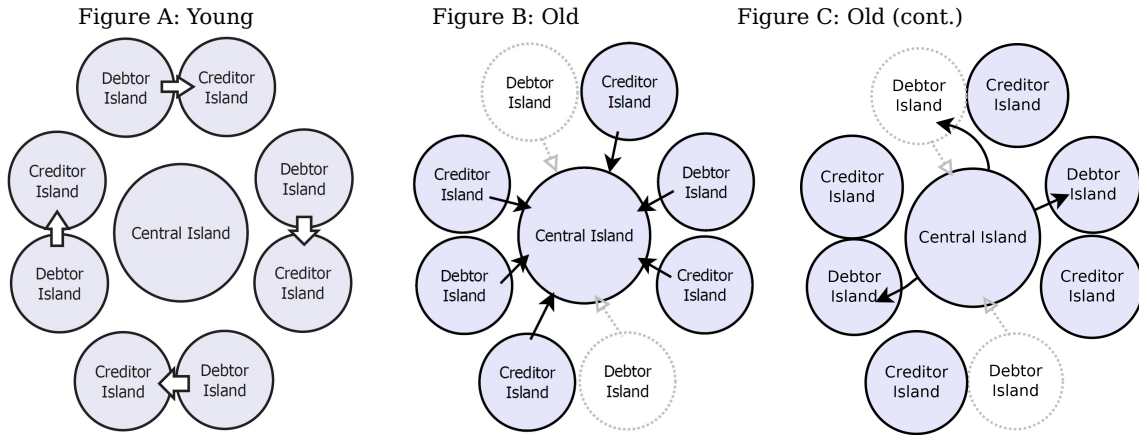 Figure A: Young
Debtor
Island
Creditor
Island
Creditor
Island
Debtor
Island
Central Island
Debtor
Island
Creditor
Island
Creditor
Island
Debtor
Island
Figure B: Old
Debtor
Island
Creditor
Island
Creditor
Island
Debtor
Island
Central Island
Debtor
Island
Creditor
Island
Creditor
Island
Debtor
Island
Figure C: Old (cont.)
Debtor
Island
Creditor
Island
Creditor
Island
Debtor
Island
Central Island
Debtor
Island
Creditor
Island
Creditor
Island
Debtor
Island